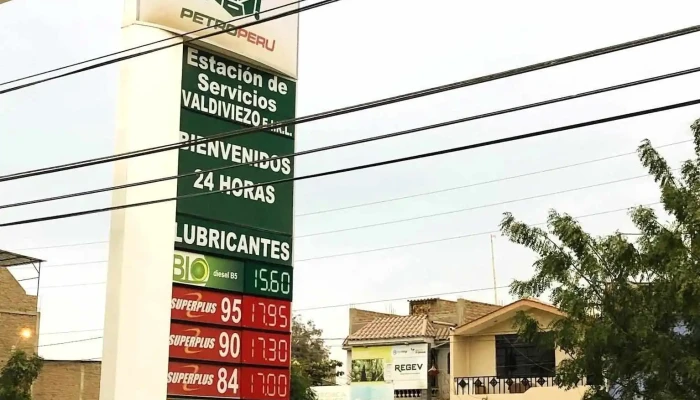 PETROPERU
Estación de
Servicios
VALDIVIEZO E.I.R.L.
BIENVENIDOS
24 HORAS
LUBRICANTES
BIO diesel B5 15.60
SUPERPLUS 95 17.95
SUPERPLUS 90 17.30
SUPERPLUS 84 17.00
REGEV